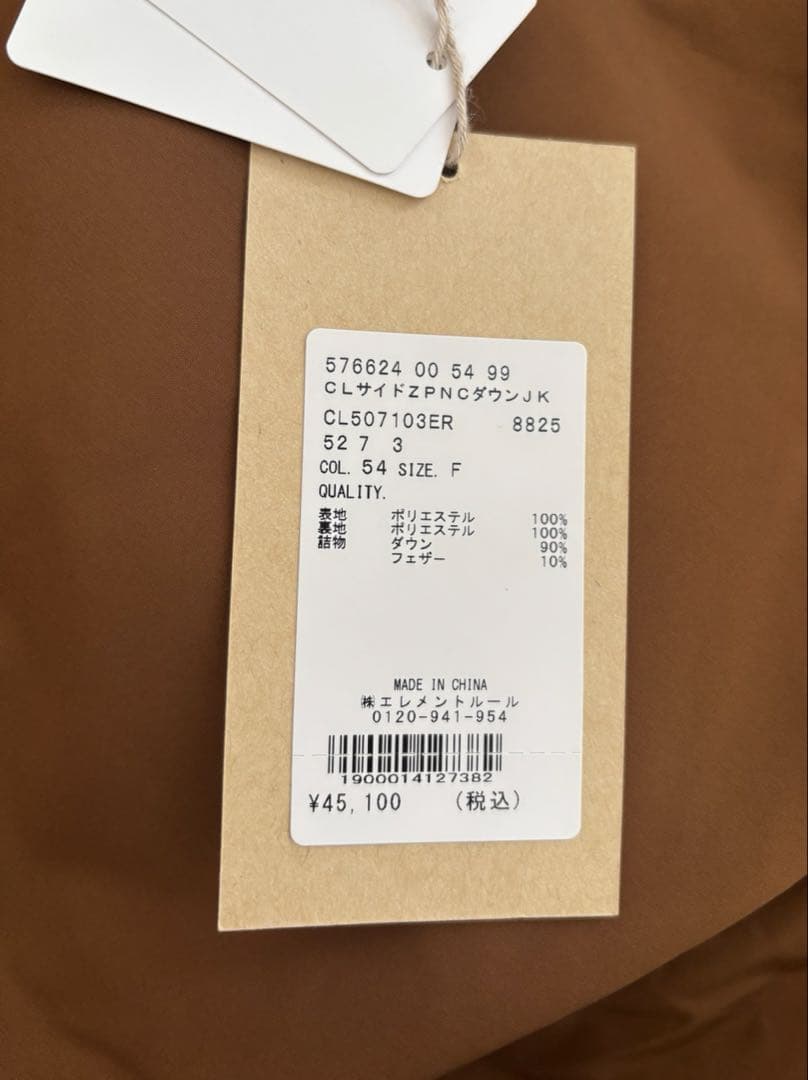 576624 00 54 99
CLサイドZPNCダウンJK
CL507103ER 8825
52 7 3
COL. 54 SIZE. F
QUALITY.
表地 ポリエステル 100%
裏地 ポリエステル 100%
詰物 ダウン 90%
フェザー 10%
MADE IN CHINA
㈱エレメントルール
0120-941-954
1900014127382
¥45,100 (税込)